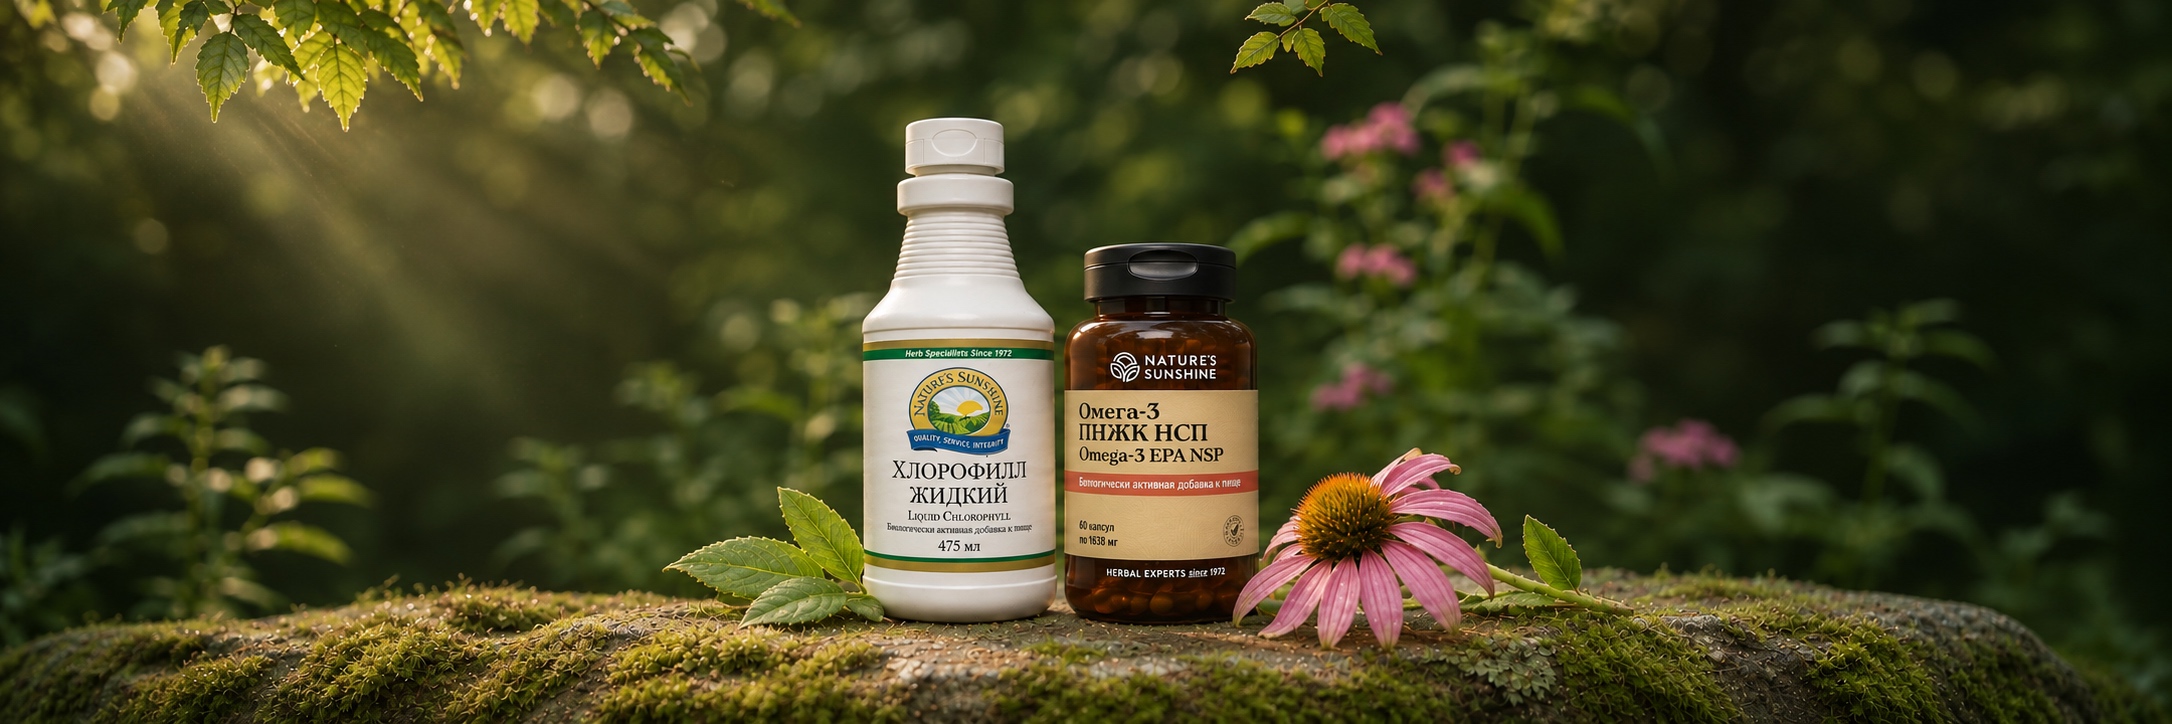 Herb Specialists Since 1972
NATURE'S SUNSHINE
QUALITY, SERVICE, INTEGRITY
ХЛОРОФИЛЛ
ЖИДКИЙ
LIQUID CHLOROPHYLL
Биологически активная добавка к пище
475 мл
NATURE'S
SUNSHINE
Омега-3
ПНЖК НСП
Omega-3 EPA NSP
Биологически активная добавка к пище
60 капсул
по 1638 мг
HERBAL EXPERTS since 1972